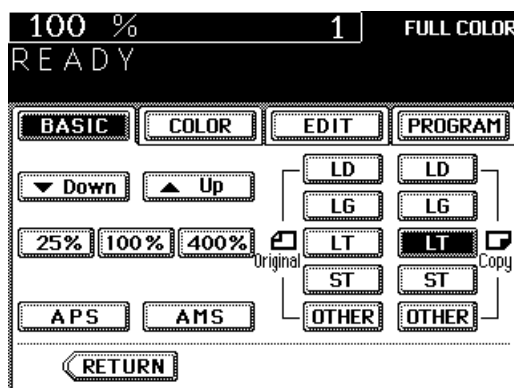 100 % 1 FULL COLOR
READY
BASIC COLOR EDIT PROGRAM
LD LD
▼ Down ▲ Up
LG LG
25% 100% 400% Original LT LT Copy
ST ST
APS AMS OTHER OTHER
RETURN